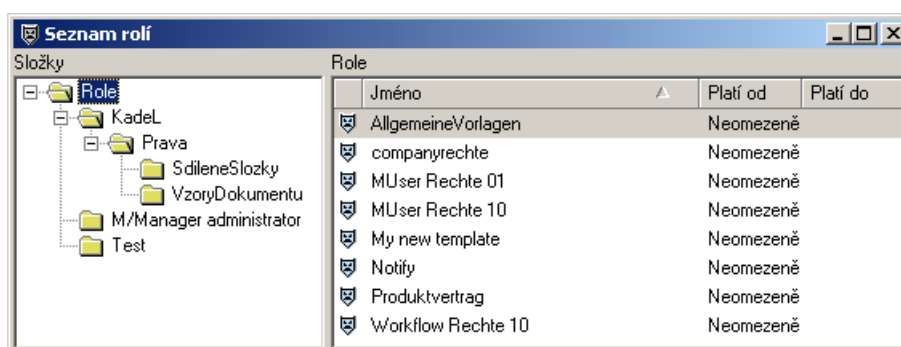 Seznam rolí
Složky
Role
KadeL
Prava
SdileneSlozky
VzoryDokumentu
M/Manager administrator
Test
Role
Jméno Platí od Platí do
AllgemeineVorlagen Neomezeně
companyrechte Neomezeně
MUser Rechte 01 Neomezeně
MUser Rechte 10 Neomezeně
My new template Neomezeně
Notify Neomezeně
Produktvertrag Neomezeně
Workflow Rechte 10 Neomezeně